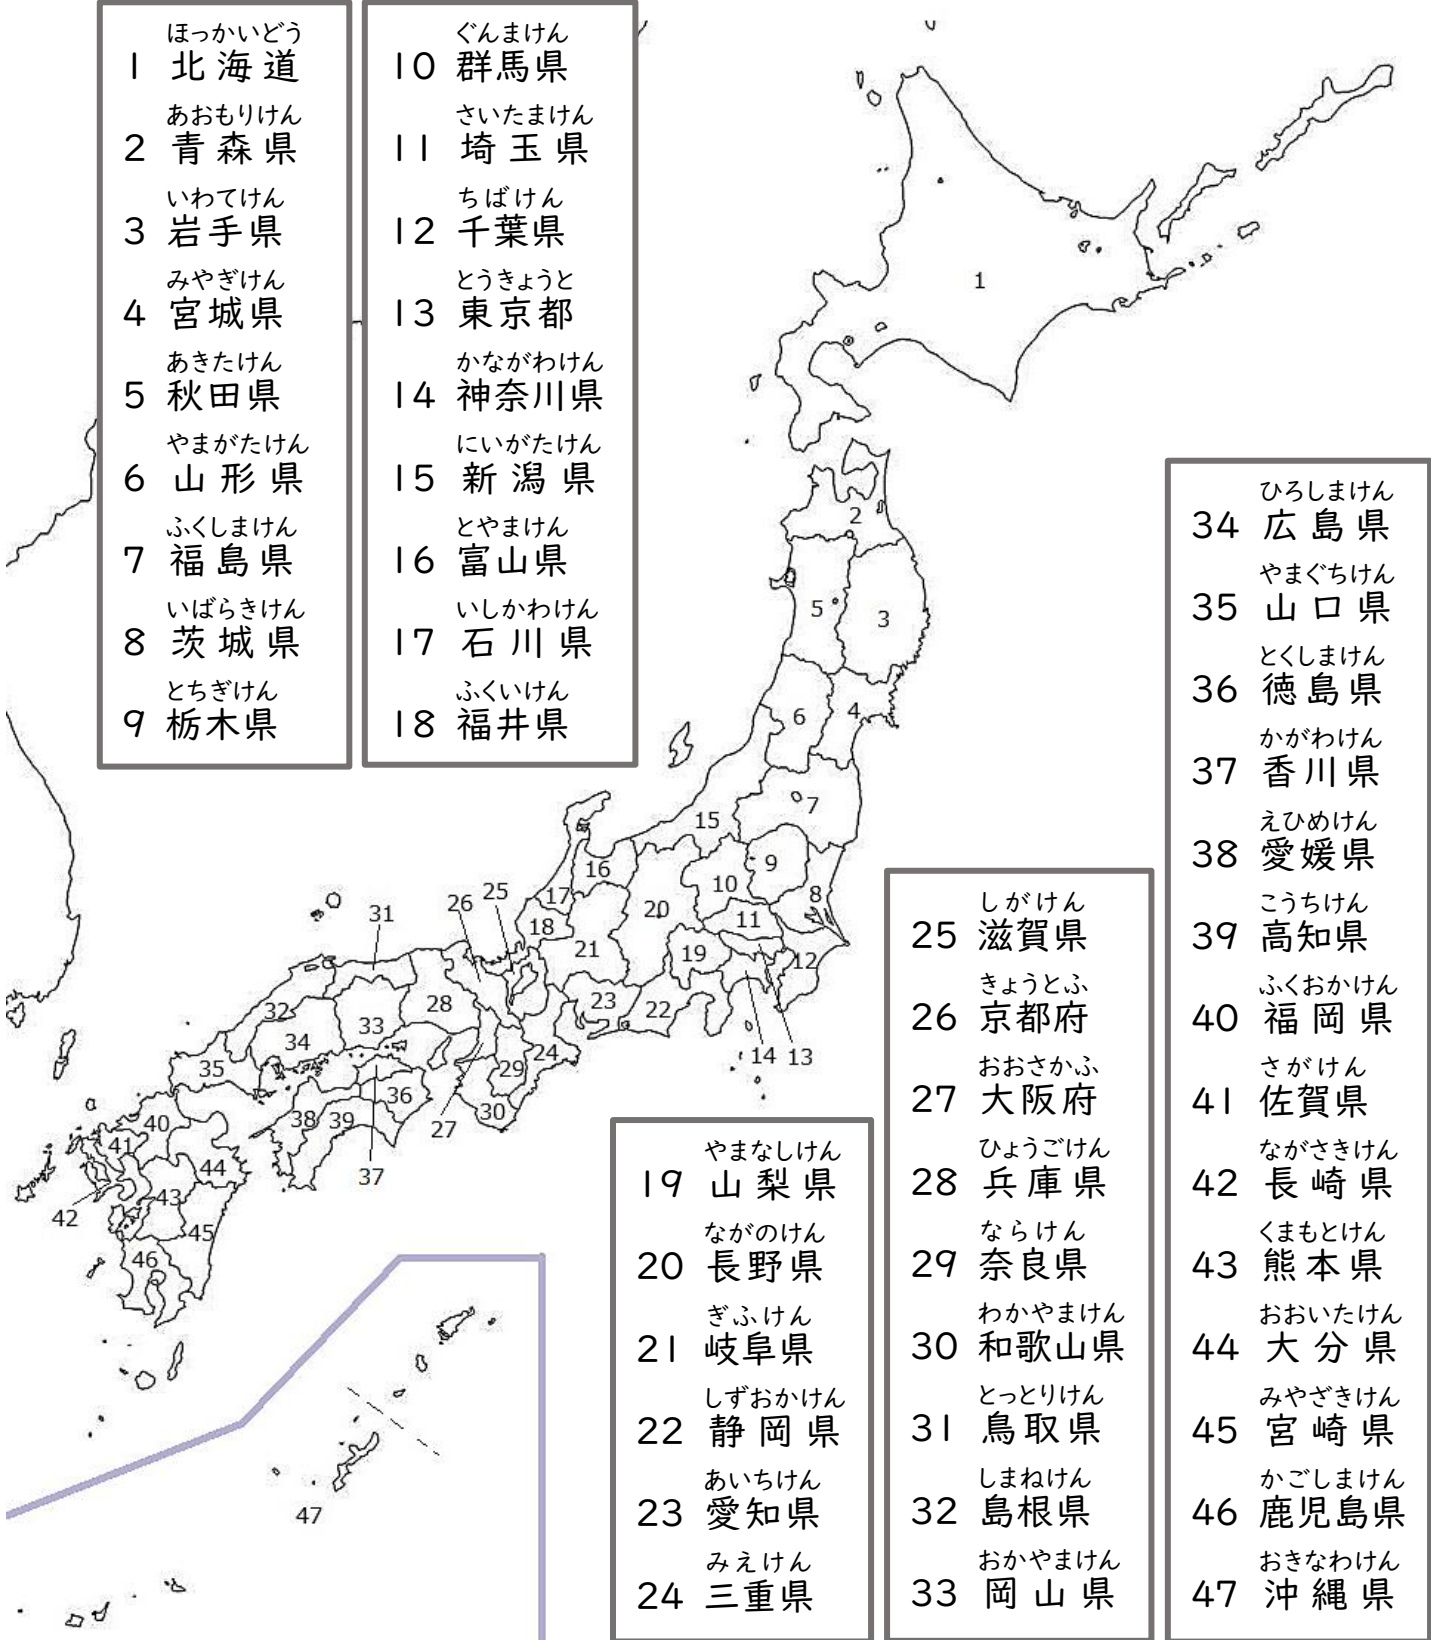 ほっかいどう
1 北海道
あおもりけん
2 青森県
いわてけん
3 岩手県
みやぎけん
4 宮城県
あきたけん
5 秋田県
やまがたけん
6 山形県
ふくしまけん
7 福島県
いばらきけん
8 茨城県
とちぎけん
9 栃木県
ぐんまけん
10 群馬県
さいたまけん
11 埼玉県
ちばけん
12 千葉県
とうきょうと
13 東京都
かながわけん
14 神奈川県
にいがたけん
15 新潟県
とやまけん
16 富山県
いしかわけん
17 石川県
ふくいけん
18 福井県
やまなしけん
19 山梨県
ながのけん
20 長野県
ぎふけん
21 岐阜県
しずおかけん
22 静岡県
あいちけん
23 愛知県
みえけん
24 三重県
しがけん
25 滋賀県
きょうとふ
26 京都府
おおさかふ
27 大阪府
ひょうごけん
28 兵庫県
ならけん
29 奈良県
わかやまけん
30 和歌山県
とっとりけん
31 鳥取県
しまねけん
32 島根県
おかやまけん
33 岡山県
ひろしまけん
34 広島県
やまぐちけん
35 山口県
とくしまけん
36 徳島県
かがわけん
37 香川県
えひめけん
38 愛媛県
こうちけん
39 高知県
ふくおかけん
40 福岡県
さがけん
41 佐賀県
ながさきけん
42 長崎県
くまもとけん
43 熊本県
おおいたけん
44 大分県
みやざきけん
45 宮崎県
かごしまけん
46 鹿児島県
おきなわけん
47 沖縄県
1
2
5
3
6
4
7
15
9
16
10
8
17
25
26
31
20
11
18
21
19
12
28
23
22
32
33
34
24
14
13
35
29
36
30
40
38
39
27
41
44
37
43
42
45
46
47